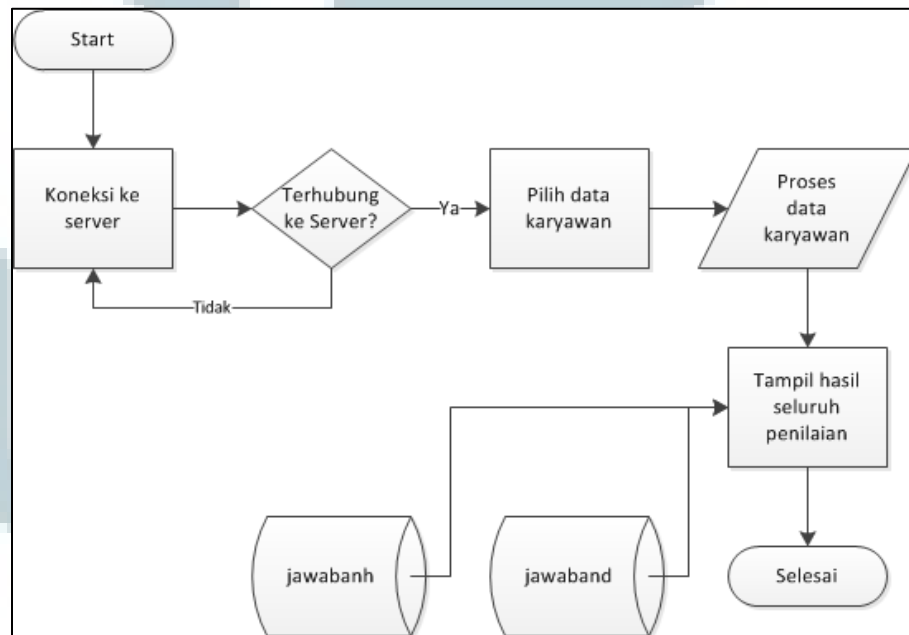 Start
Koneksi ke
server
Terhubung
ke Server?
Ya
Tidak
Pilih data
karyawan
Proses
data
karyawan
Tampil hasil
seluruh
penilaian
jawabanh
jawaband
Selesai